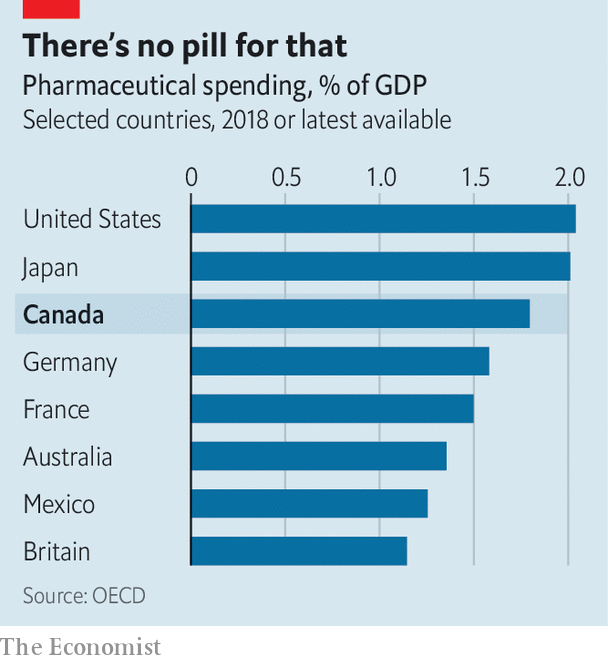 There's no pill for that
Pharmaceutical spending, % of GDP
Selected countries, 2018 or latest available
0 0.5 1.0 1.5 2.0
United States
Japan
Canada
Germany
France
Australia
Mexico
Britain
Source: OECD
The Economist